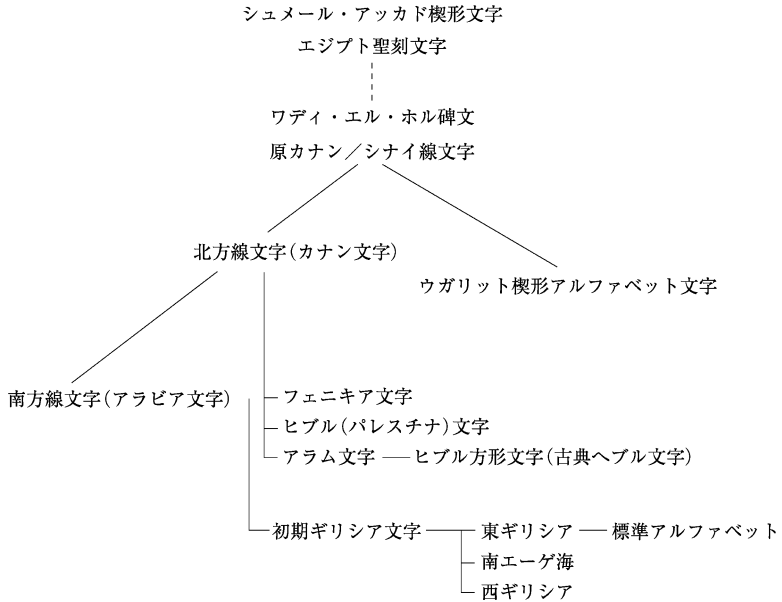 シュメール・アッカド楔形文字
エジプト聖刻文字
ワディ・エル・ホル碑文
原カナン／シナイ線文字
北方線文字(カナン文字)
ウガリット楔形アルファベット文字
南方線文字(アラビア文字)
フェニキア文字
ヒブル(パレスチナ)文字
アラム文字 ヒブル方形文字(古典ヘブル文字)
初期ギリシア文字 東ギリシア 標準アルファベット
南エーゲ海
西ギリシア